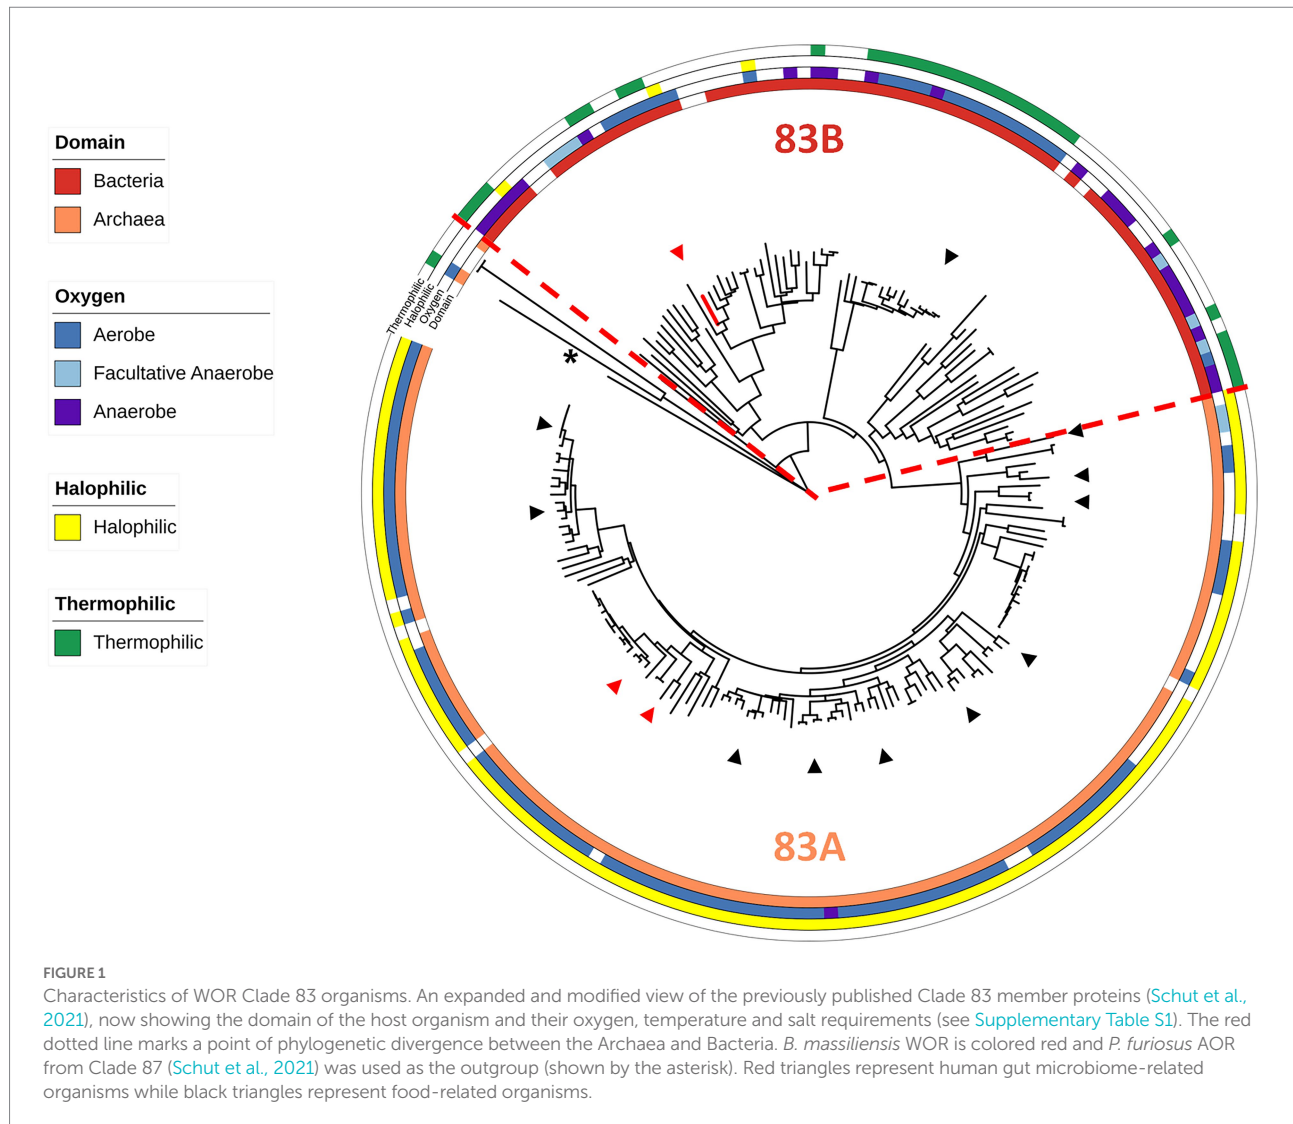 Domain
Bacteria
Archaea
Oxygen
Aerobe
Facultative Anaerobe
Anaerobe
Halophilic
Halophilic
Thermophilic
Thermophilic
83B
Thermophilic
Halophilic
Oxygen
Domain
*
83A
FIGURE 1
Characteristics of WOR Clade 83 organisms. An expanded and modified view of the previously published Clade 83 member proteins (Schut et al.,
2021), now showing the domain of the host organism and their oxygen, temperature and salt requirements (see Supplementary Table S1). The red
dotted line marks a point of phylogenetic divergence between the Archaea and Bacteria. B. massiliensis WOR is colored red and P. furiosus AOR
from Clade 87 (Schut et al., 2021) was used as the outgroup (shown by the asterisk). Red triangles represent human gut microbiome-related
organisms while black triangles represent food-related organisms.